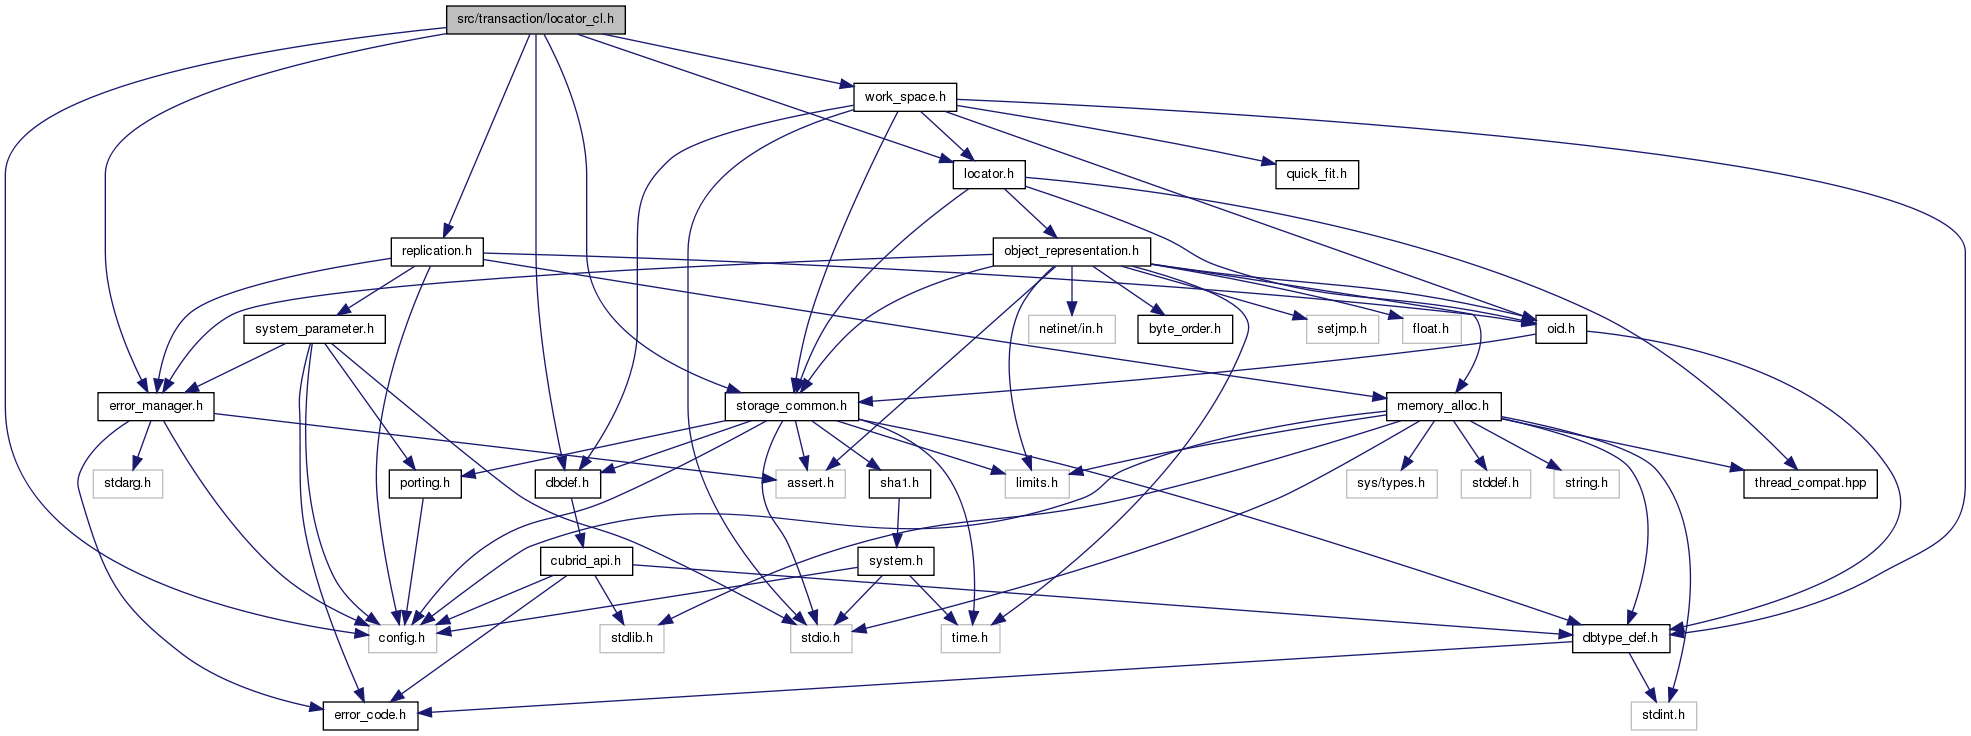 src/transaction/locator_cl.h
work_space.h
locator.h
quick_fit.h
replication.h
object_representation.h
system_parameter.h
netinet/in.h
byte_order.h
setjmp.h
float.h
oid.h
error_manager.h
storage_common.h
memory_alloc.h
stdarg.h
porting.h
dbdef.h
assert.h
sha1.h
limits.h
sys/types.h
stddef.h
string.h
thread_compat.hpp
cubrid_api.h
system.h
config.h
stdlib.h
stdio.h
time.h
dbtype_def.h
error_code.h
stdint.h